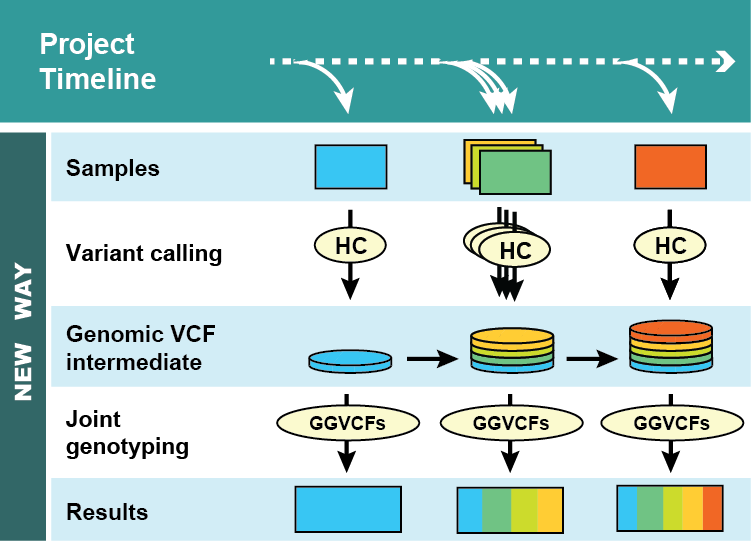 Project
Timeline
NEW WAY
Samples
Variant calling
HC
HC
HC
Genomic VCF
intermediate
Joint
genotyping
GGVCFs
GGVCFs
GGVCFs
Results